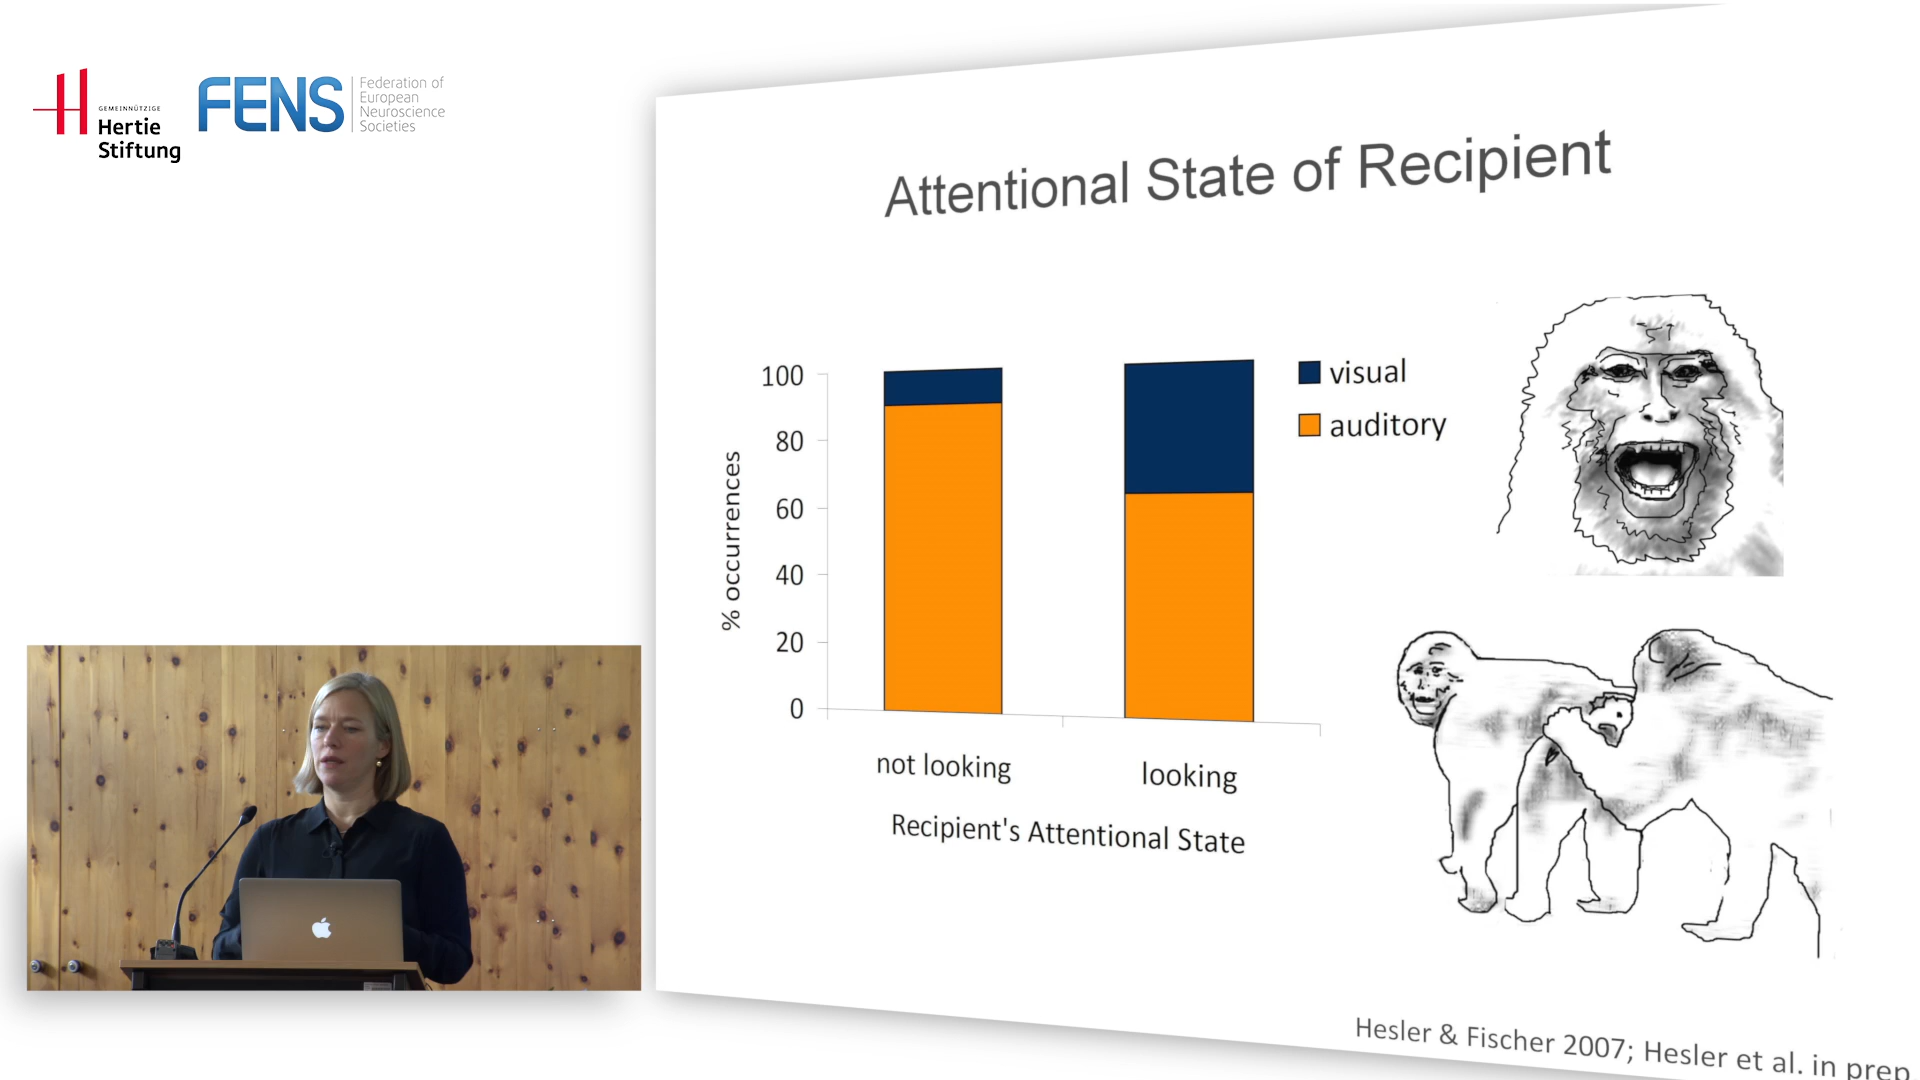 GEMEINNÜTZIGE
Hertie
Stiftung
FENS
Federation of
European
Neuroscience
Societies
Attentional State of Recipient
% occurrences
100
80
60
40
20
0
visual
auditory
not looking
looking
Recipient's Attentional State
Hesler & Fischer 2007; Hesler et al. in prep